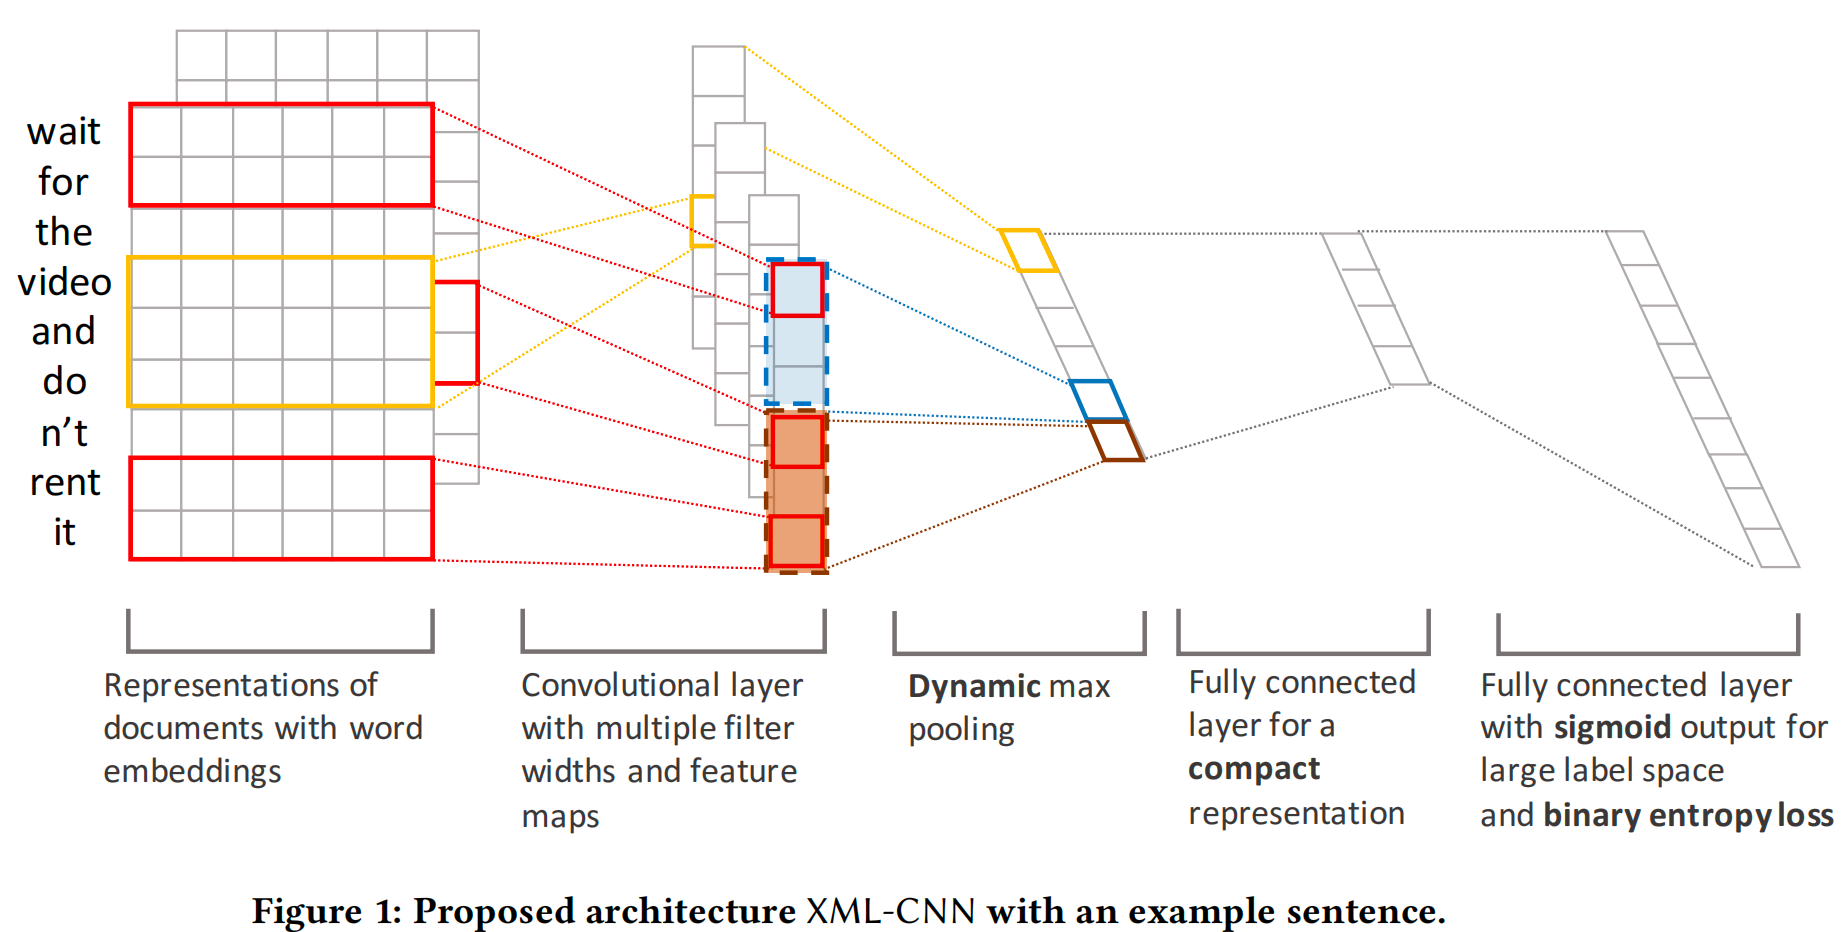 wait
for
the
video
and
do
n’t
rent
it
Representations of
documents with word
embeddings
Convolutional layer
with multiple filter
widths and feature
maps
Dynamic max
pooling
Fully connected
layer for a
compact
representation
Fully connected layer
with sigmoid output for
large label space
and binary entropy loss
Figure 1: Proposed architecture XML-CNN with an example sentence.